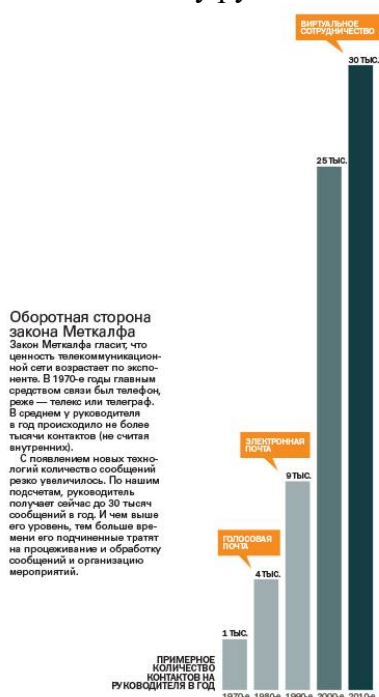 ВИРТУАЛЬНОЕ
СОТРУДНИЧЕСТВО
30 ТЫС.
25 ТЫС.
Оборотная сторона
закона Меткалфа
Закон Меткалфа гласит, что
ценность телекоммуникацион-
ной сети возрастает по экспо-
ненте. В 1970-е годы главным
средством связи был телефон,
реже — телекс или телеграф.
В среднем у руководителя
в год происходило не более
тысячи контактов (не считая
внутренних).
С появлением новых техно-
логий количество сообщений
резко увеличилось. По нашим
подсчетам, руководитель
получает сейчас до 30 тысяч
сообщений в год. И чем выше
его уровень, тем больше вре-
мени его подчиненные тратят
на процеживание и обработку
сообщений и организацию
мероприятий.
ЭЛЕКТРОННАЯ
ПОЧТА
9 ТЫС.
ГОЛОСОВАЯ
ПОЧТА
4 ТЫС.
1 ТЫС.
ПРИМЕРНОЕ
КОЛИЧЕСТВО
КОНТАКТОВ НА
РУКОВОДИТЕЛЯ В ГОД
1970-е 1980-е 1990-е 2000-е 2010-е